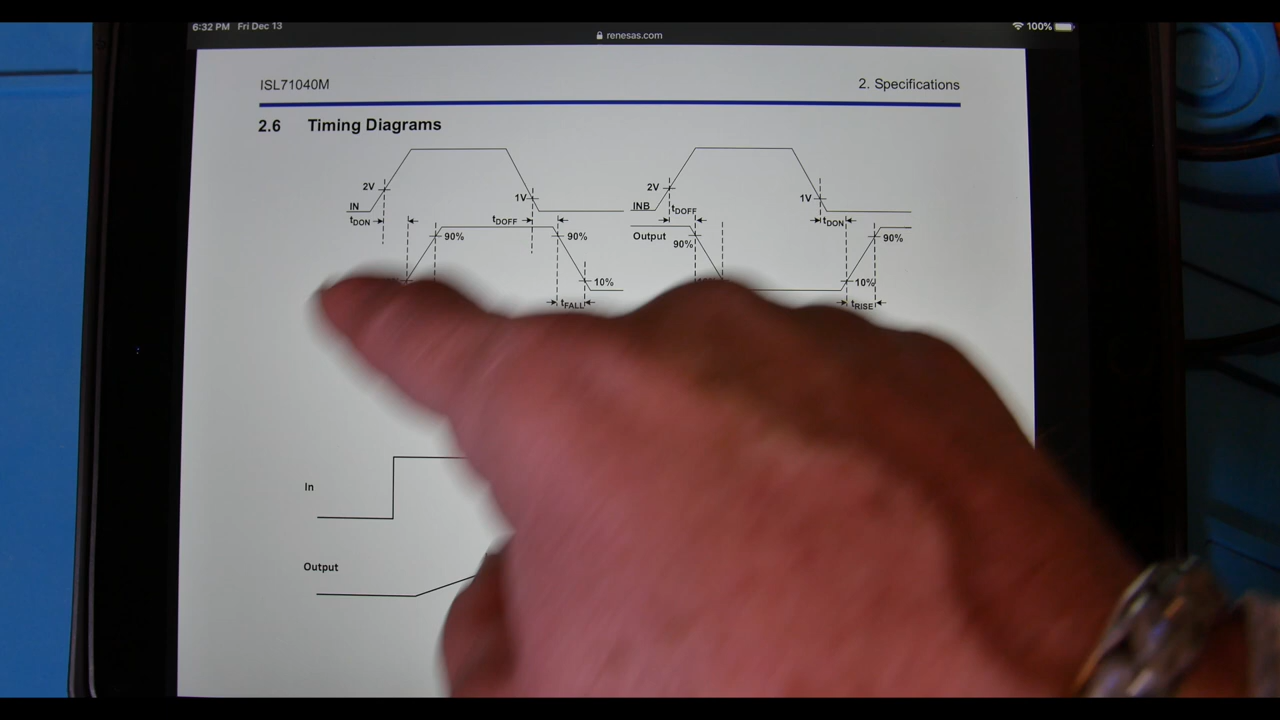 6:32 PM Fri Dec 13
renesas.com
100%
ISL71040M
2. Specifications
2.6 Timing Diagrams
2V
IN
tDON
1V
tDOFF
90%
90%
10%
tFALL
2V
INB
tDOFF
1V
tDON
Output
90%
90%
10%
tRISE
In
Output